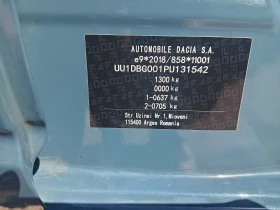 AUTOMOBILE DACIA S.A.
e9*2018/858*11001
UU1DBG001PU131542
1300 kg
0000 kg
1-0637 kg
2-0705 kg
Str.Uzinei Nr.1,Mioveni
115400 Arges Romania